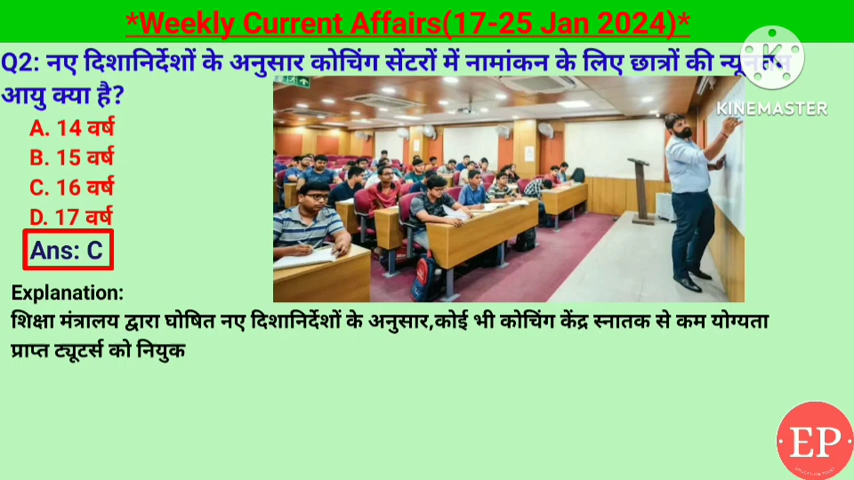 *Weekly Current Affairs(17-25 Jan 2024)*
Q2: नए दिशानिर्देशों के अनुसार कोचिंग सेंटरों में नामांकन के लिए छात्रों की न्यूनतम
आयु क्या है?
A. 14 वर्ष
B. 15 वर्ष
C. 16 वर्ष
D. 17 वर्ष
Ans: C
Explanation:
शिक्षा मंत्रालय द्वारा घोषित नए दिशानिर्देशों के अनुसार,कोई भी कोचिंग केंद्र स्नातक से कम योग्यता
प्राप्त ट्यूटर्स को नियुक
KINEMASTER
EP